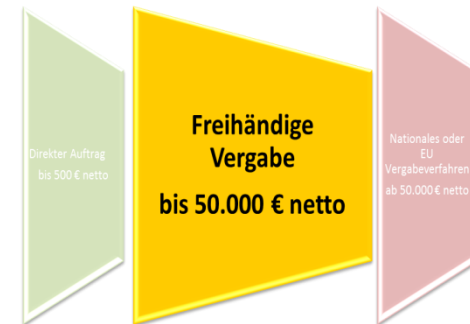 Direkter Auftrag
bis 500 € netto
Freihändige
Vergabe
bis 50.000 € netto
Nationales oder
EU
Vergabeverfahren
ab 50.000 € netto